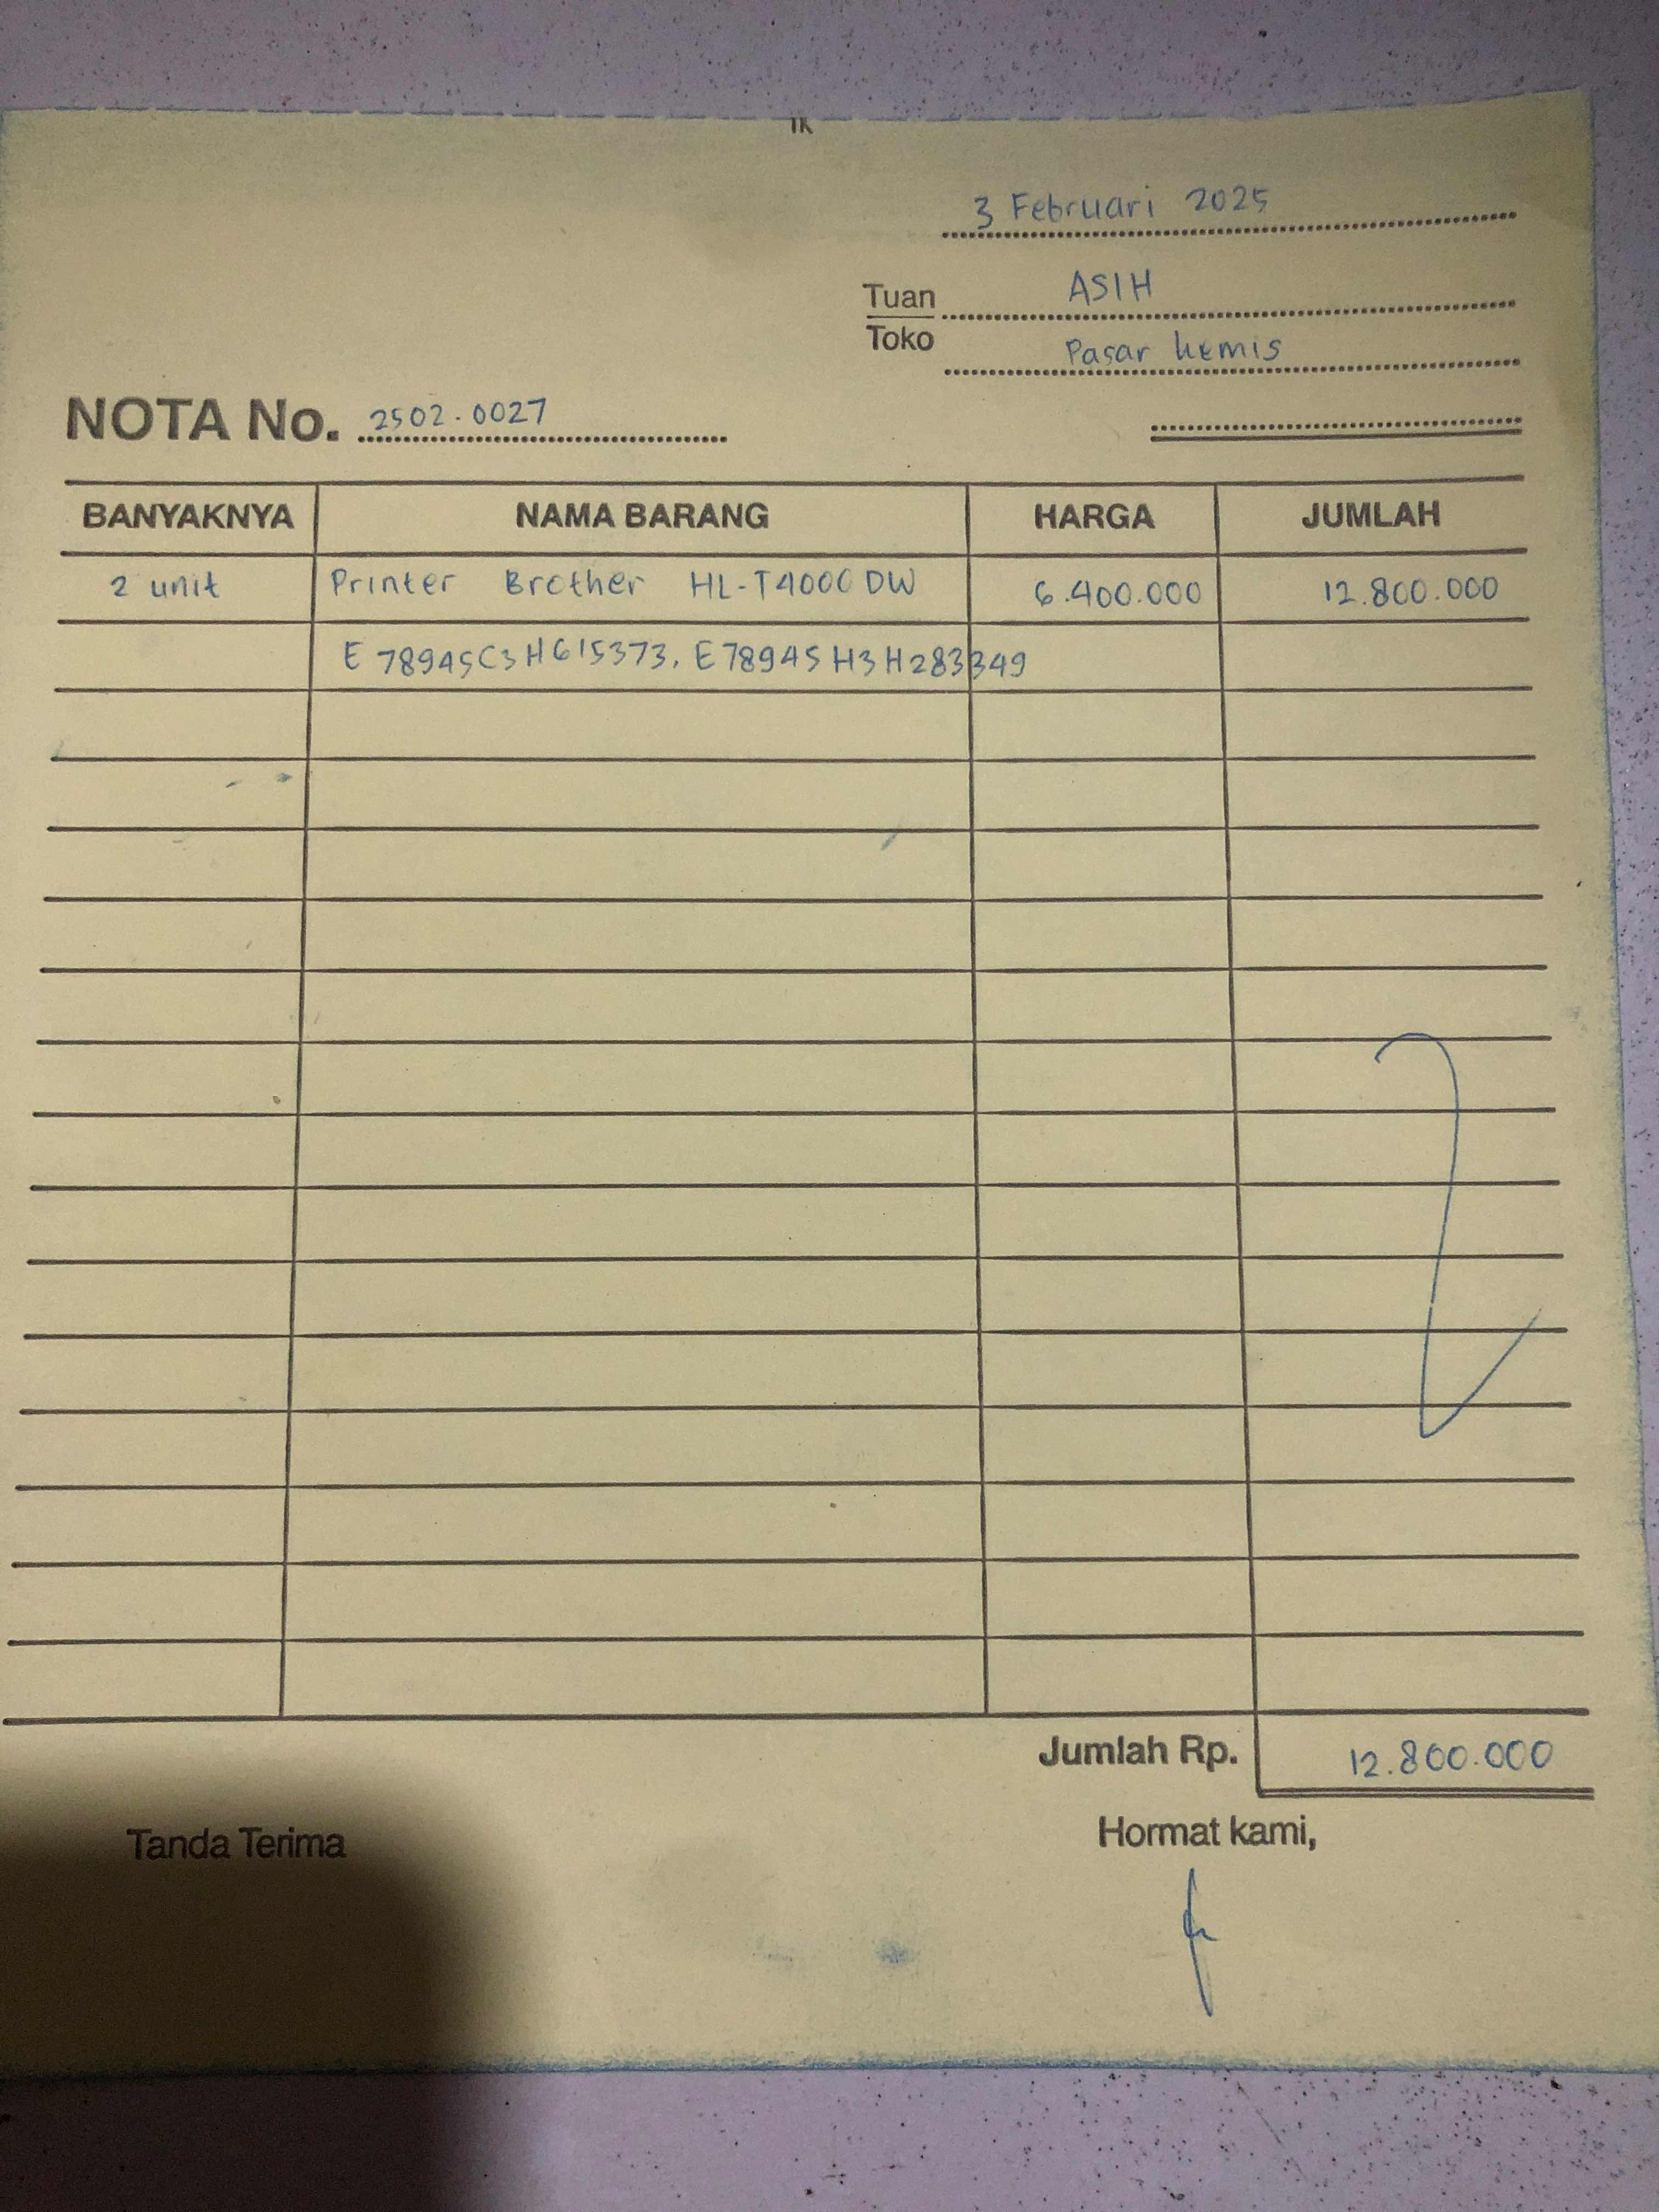 3 Februari 2025
Tuan ASIH
Toko
Pasar kemis
NOTA No. 2502.0027
BANYAKNYA NAMA BARANG HARGA JUMLAH
2 unit Printer Brother HL-T4000DW 6.400.000 12.800.000
E78945C3H615373, E78945H3H283349
Jumlah Rp. 12.800.000
Tanda Terima Hormat kami,